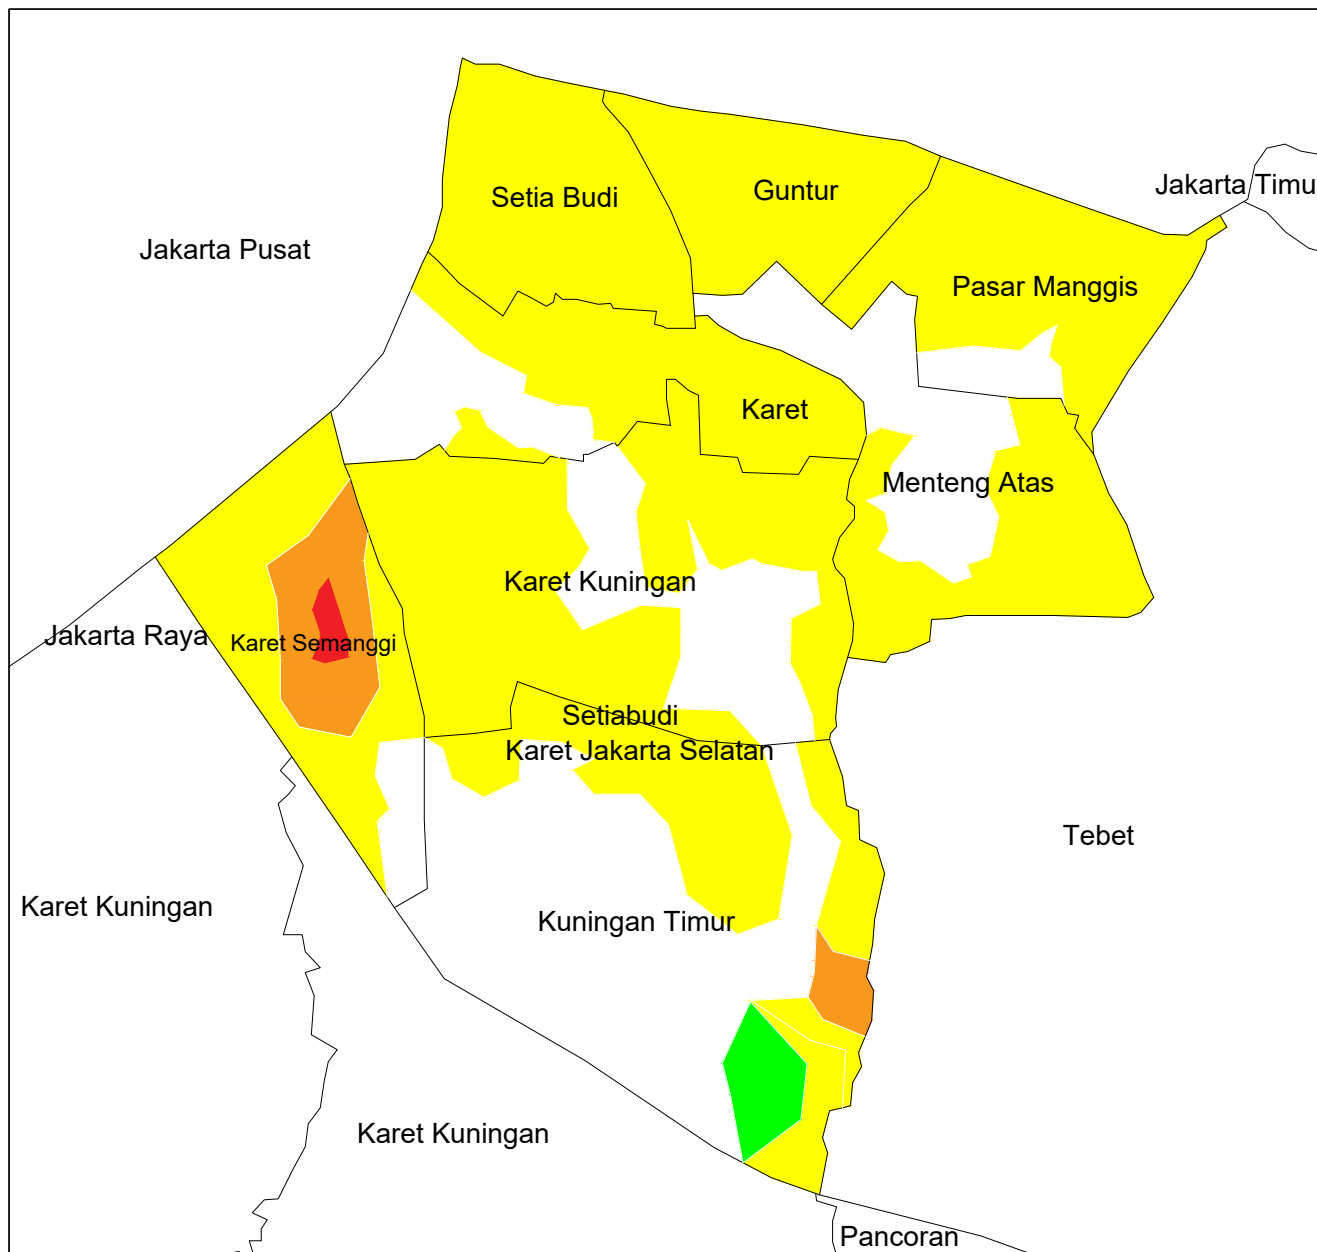 Jakarta Timu
Setia Budi
Guntur
Jakarta Pusat
Pasar Manggis
Karet
Menteng Atas
Karet Kuningan
Jakarta Raya
Karet Semanggi
Setiabudi
Karet Jakarta Selatan
Tebet
Karet Kuningan
Kuningan Timur
Karet Kuningan
Pancoran